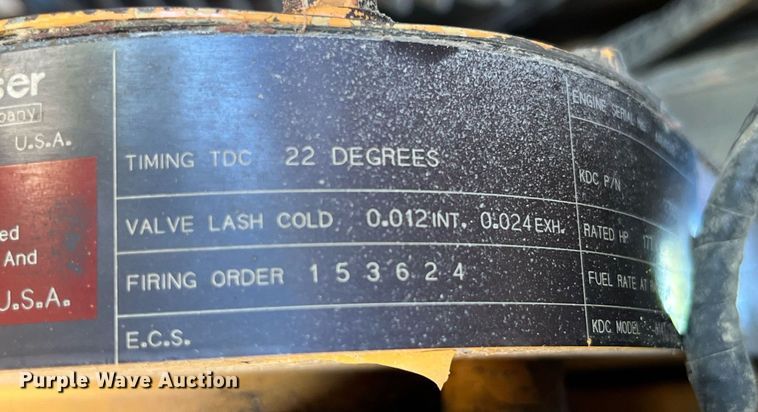 ser
pany
U.S.A.
ed
And
U.S.A.
TIMING TDC 22 DEGREES
VALVE LASH COLD 0.012 INT. 0.024 EXH.
FIRING ORDER 1 5 3 6 2 4
E.C.S.
ENGINE SERIAL NO.
KDC P/N
RATED HP 177
FUEL RATE AT
KDC MODEL
Purple Wave Auction